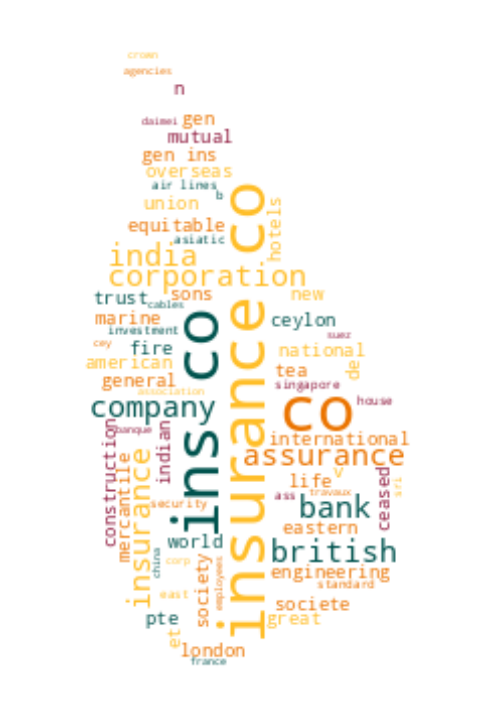 crown
agencies
n
daimei gen
mutual
gen ins
overseas
air lines
b
union
equitable
asiatic
hotels
india
corporation
insurance co
trust
cables
sons
new
marine
ins co
ceylon
investment
suez
cey
fire
national
american
tea
de
general
singapore
association
company
co
house
banque
construction
indian
international
mercantile
insurance
assurance
life
v
ceased
sri
security
ass
travaux
bank
eastern
world
british
china
corp
society
employees
engineering
standard
east
societe
pte
great
et
london
france